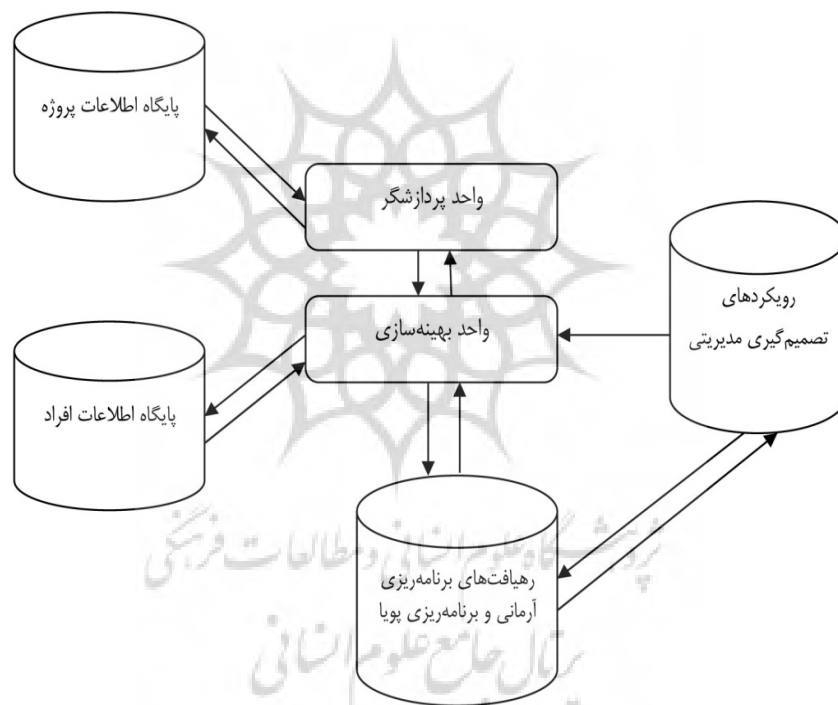 پایگاه اطلاعات پروژه
واحد پردازشگر
رویکردهای
تصمیم‌گیری مدیریتی
واحد بهینه‌سازی
پایگاه اطلاعات افراد
رهیافت‌های برنامه‌ریزی
آرمانی و برنامه‌ریزی پویا
پژوهشگاه علوم انسانی و مطالعات فرهنگی
پرتال جامع علوم انسانی